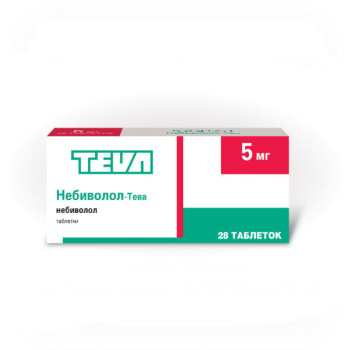 TEVA
5 мг
Небиволол-Тева
небиволол
таблетки
28 ТАБЛЕТОК